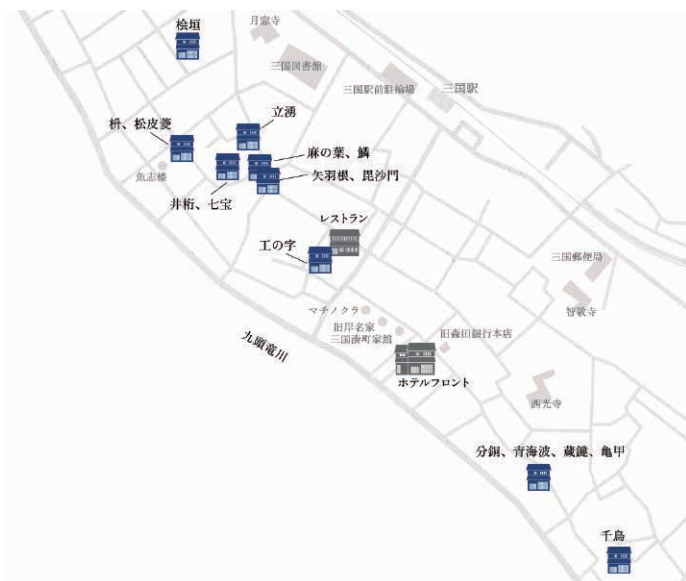 桧垣
月窓寺
三国図書館
三国駅前駐輪場
三国駅
立湧
枡、松皮菱
麻の葉、鱗
魚志楼
矢羽根、毘沙門
井桁、七宝
レストラン
工の字
三国郵便局
マチノクラ
智敬寺
旧岸名家
三国湊町家館
旧森田銀行本店
九頭竜川
ホテルフロント
西光寺
分銅、青海波、蔵鍵、亀甲
千鳥